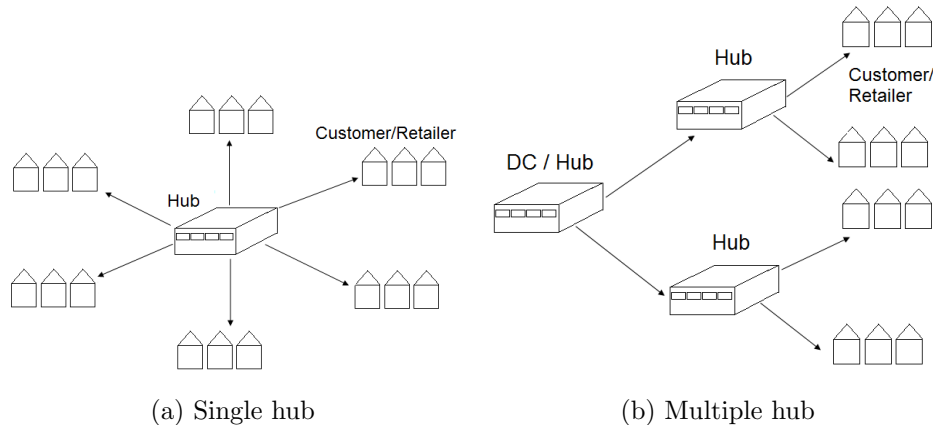 Customer/Retailer
Hub
(a) Single hub
Hub
Customer/
Retailer
DC / Hub
Hub
(b) Multiple hub